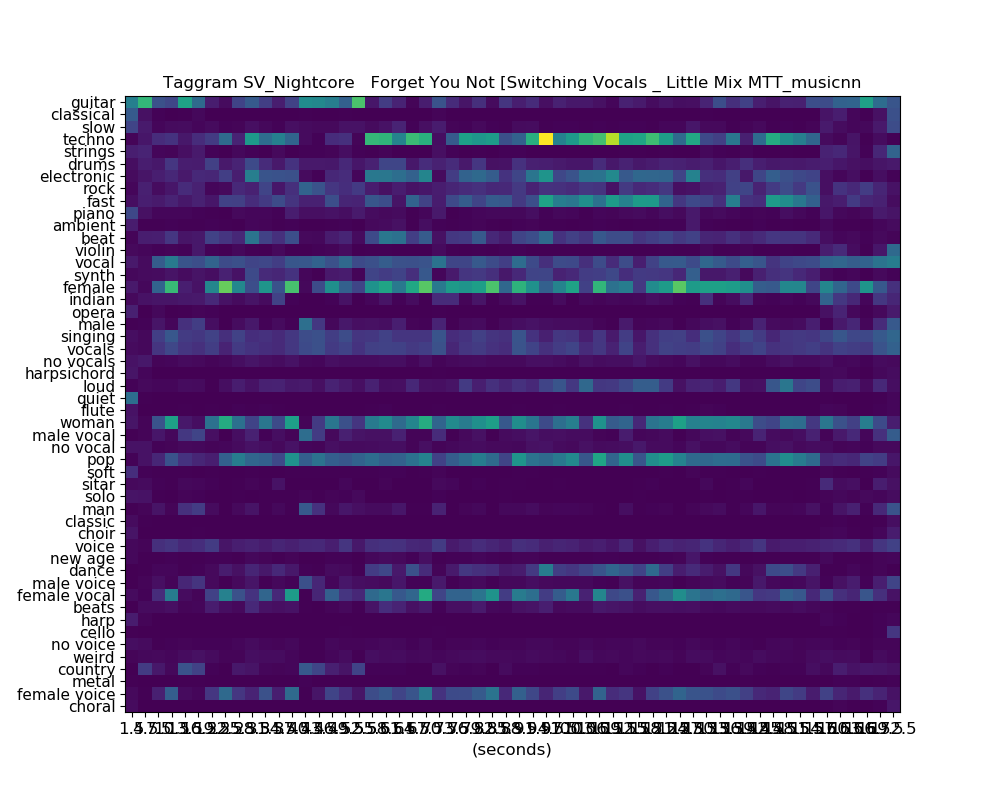 Taggram SV_Nightcore   Forget You Not [Switching Vocals _ Little Mix MTT_musicnn
guitar
classical
slow
techno
strings
drums
electronic
rock
fast
piano
ambient
beat
violin
vocal
synth
female
indian
opera
male
singing
vocals
no vocals
harpsichord
loud
quiet
flute
woman
male vocal
no vocal
pop
soft
sitar
solo
man
classic
choir
voice
new age
dance
male voice
female vocal
beats
harp
cello
no voice
weird
country
metal
female voice
choral
(seconds)